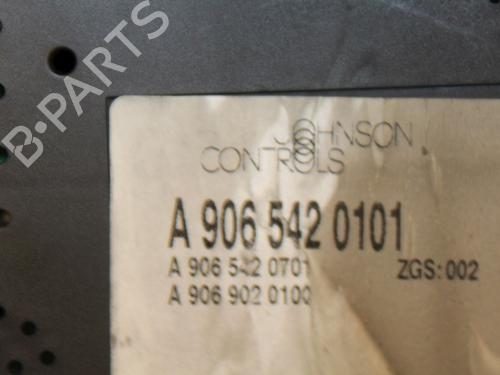 B-PARTS
JOHNSON
CONTROLS
A 906 542 0101
A 906 542 0701 ZGS: 002
A 906 902 0100